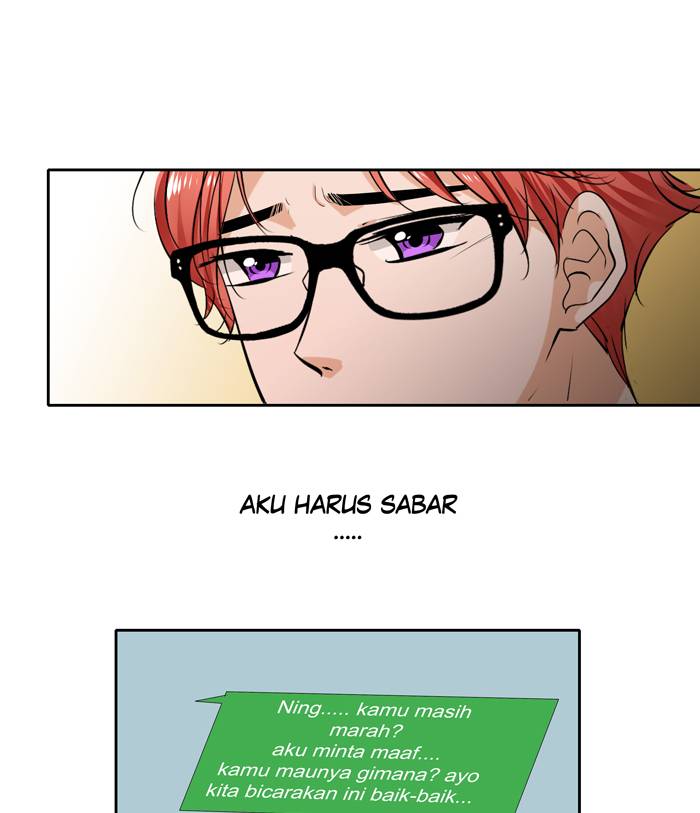 AKU HARUS SABAR
.....
Ning..... kamu masih
marah?
aku minta maaf....
kamu maunya gimana? ayo
kita bicarakan ini baik-baik...